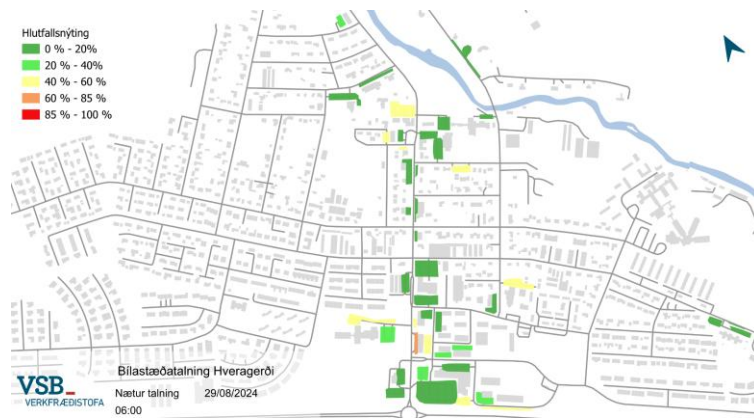 Hlutfallsnýting
0 % - 20%
20 % - 40%
40 % - 60 %
60 % - 85 %
85 % - 100 %
Bílastæðatalning Hveragerði
Nætur talning 29/08/2024
06:00
VSB
VERKFRÆÐISTOFA